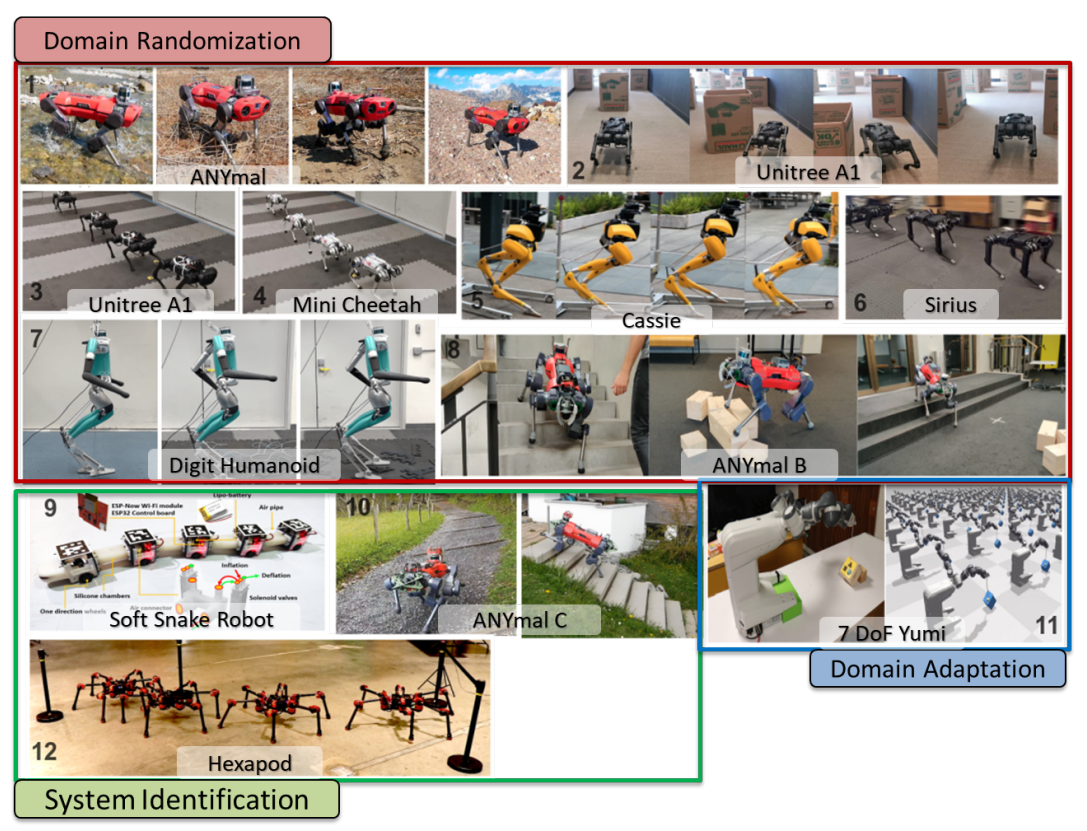 Domain Randomization
1
ANYmal
2
Unitree A1
3
Unitree A1
4
Mini Cheetah
5
Cassie
6
Sirius
7
Digit Humanoid
8
ANYmal B
9
ESP-Now Wi-Fi module
ESP32 Control board
Lipo-battery
Air pipe
Inflation
Deflation
Silicone chambers
Solenoid valves
One direction wheels
Air connector
Soft Snake Robot
10
ANYmal C
11
7 DoF Yumi
Domain Adaptation
12
Hexapod
System Identification